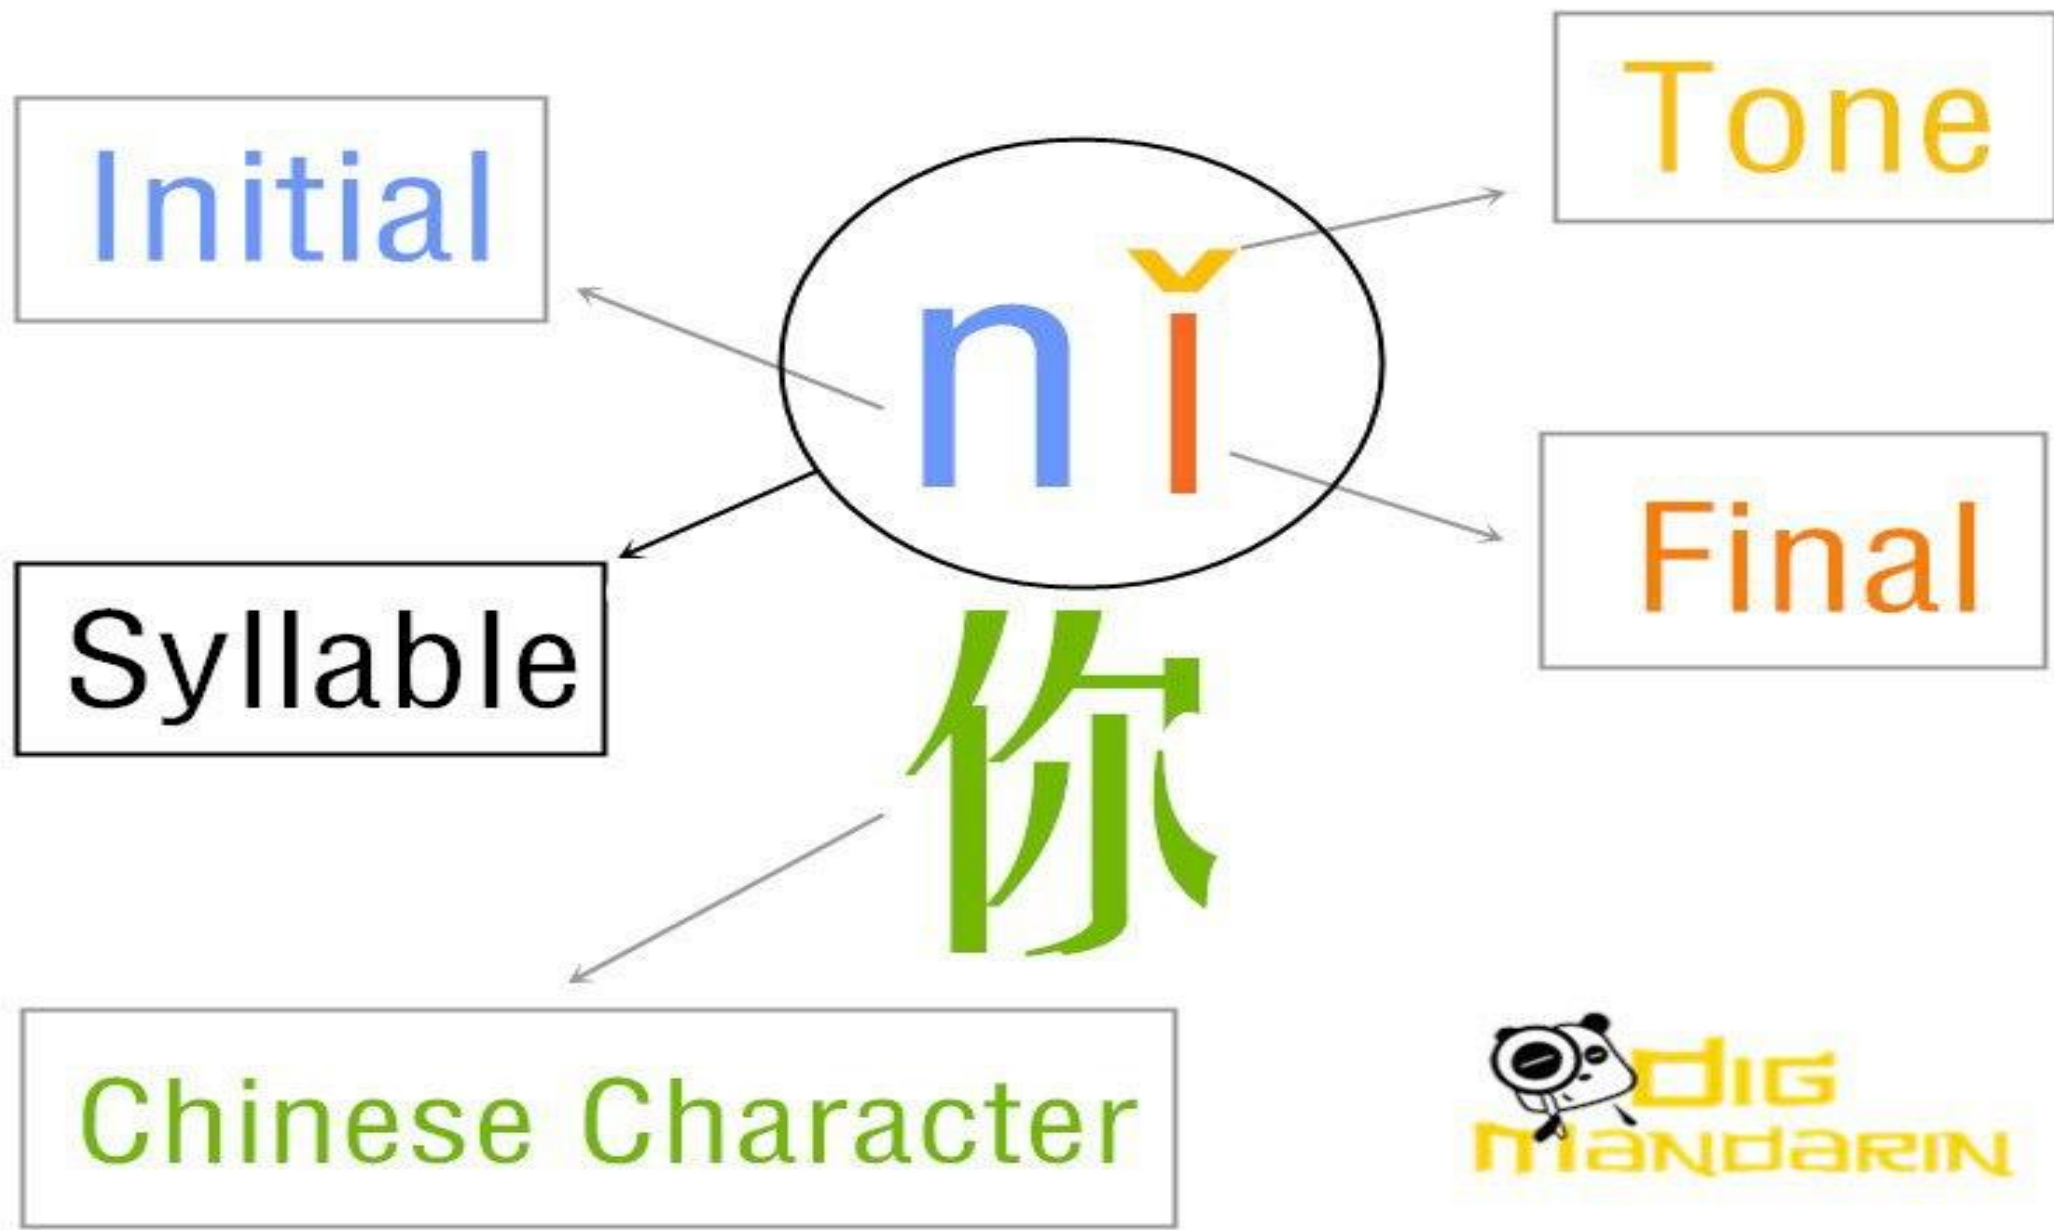 Tone
Initial
nǐ
Final
Syllable
你
Chinese Character
DIG
MANDARIN